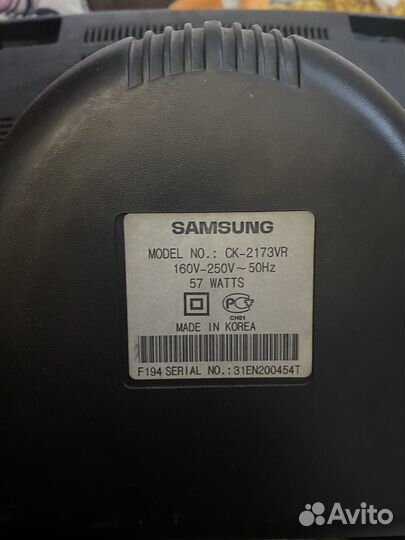 SAMSUNG
MODEL NO.: CK-2173VR
160V-250V~50Hz
57 WATTS
CH01
MADE IN KOREA
F194 SERIAL NO.:31EN200454T
Avito